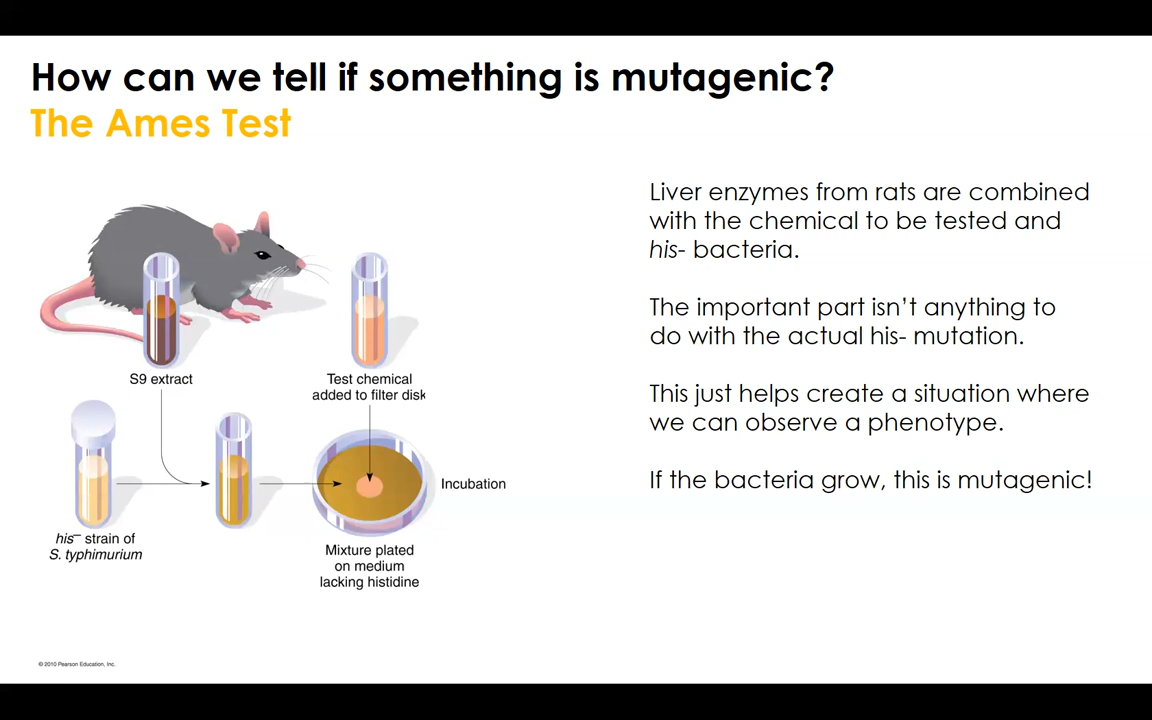 How can we tell if something is mutagenic?
The Ames Test
Liver enzymes from rats are combined
with the chemical to be tested and
his- bacteria.
The important part isn’t anything to
do with the actual his- mutation.
This just helps create a situation where
we can observe a phenotype.
If the bacteria grow, this is mutagenic!
S9 extract
Test chemical
added to filter disk
his⁻ strain of
S. typhimurium
Incubation
Mixture plated
on medium
lacking histidine
© 2010 Pearson Education, Inc.